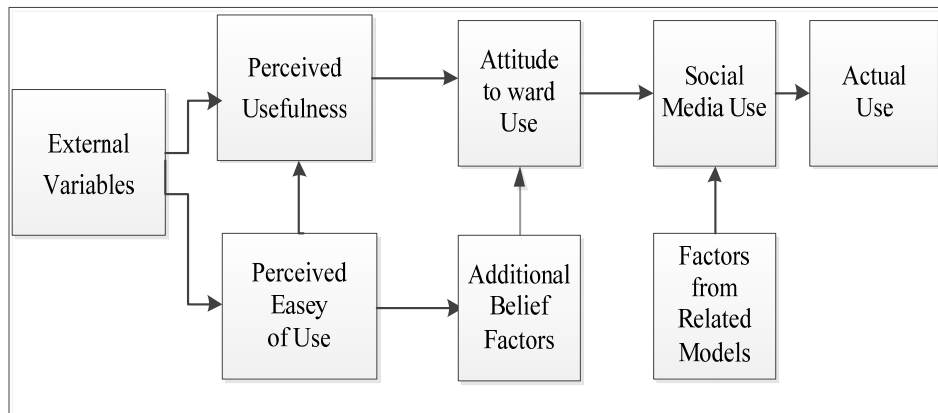 External
Variables
Perceived
Usefulness
Perceived
Easey
of Use
Attitude
to ward
Use
Additional
Belief
Factors
Social
Media Use
Factors
from
Related
Models
Actual
Use